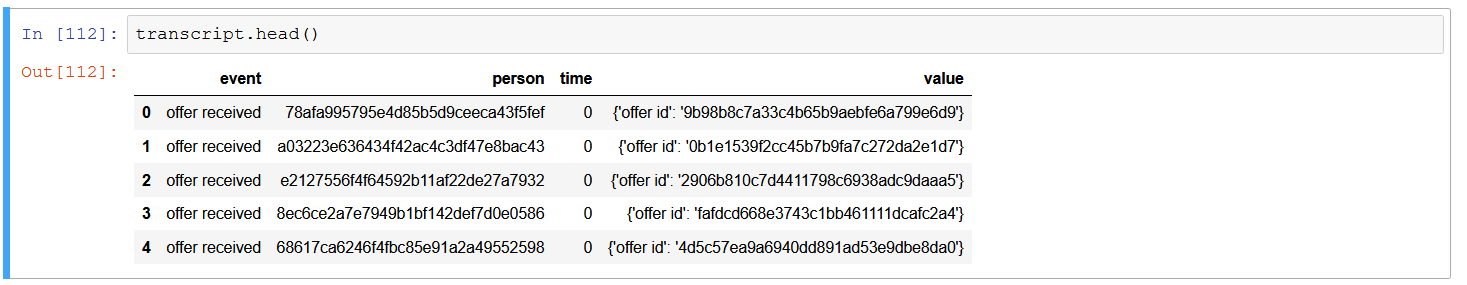 In [112]: transcript.head()
Out[112]:
event person time value
0 offer received 78afa995795e4d85b5d9ceeca43f5fef 0 {'offer id': '9b98b8c7a33c4b65b9aebfe6a799e6d9'}
1 offer received a03223e636434f42ac4c3df47e8bac43 0 {'offer id': '0b1e1539f2cc45b7b9fa7c272da2e1d7'}
2 offer received e2127556f4f64592b11af22de27a7932 0 {'offer id': '2906b810c7d4411798c6938adc9daaa5'}
3 offer received 8ec6ce2a7e7949b1bf142def7d0e0586 0 {'offer id': 'fafdcd668e3743c1bb461111dcafc2a4'}
4 offer received 68617ca6246f4fbc85e91a2a49552598 0 {'offer id': '4d5c57ea9a6940dd891ad53e9dbe8da0'}